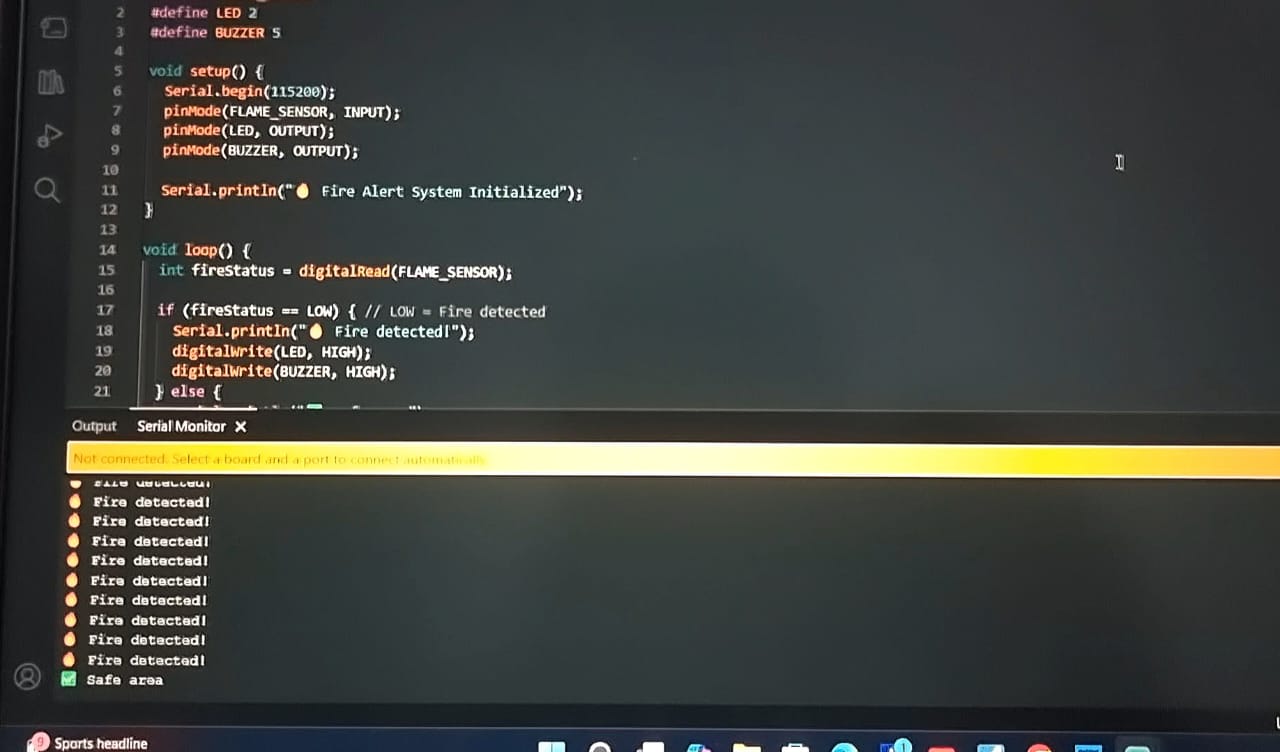 2 #define LED 2
3 #define BUZZER 5
4
5 void setup() {
6 Serial.begin(115200);
7 pinMode(FLAME_SENSOR, INPUT);
8 pinMode(LED, OUTPUT);
9 pinMode(BUZZER, OUTPUT);
10
11 Serial.println("🔥 Fire Alert System Initialized");
12 }
13
14 void loop() {
15 int fireStatus = digitalRead(FLAME_SENSOR);
16
17 if (fireStatus == LOW) { // LOW = Fire detected
18 Serial.println("🔥 Fire detected!");
19 digitalWrite(LED, HIGH);
20 digitalWrite(BUZZER, HIGH);
21 } else {
Output Serial Monitor ×
Not connected. Select a board and a port to connect automatically.
🔥 Fire detected!
🔥 Fire detected!
🔥 Fire detected!
🔥 Fire detected!
🔥 Fire detected!
🔥 Fire detected!
🔥 Fire detected!
🔥 Fire detected!
🔥 Fire detected!
🔥 Fire detected!
✅ Safe area
9 Sports headline
1